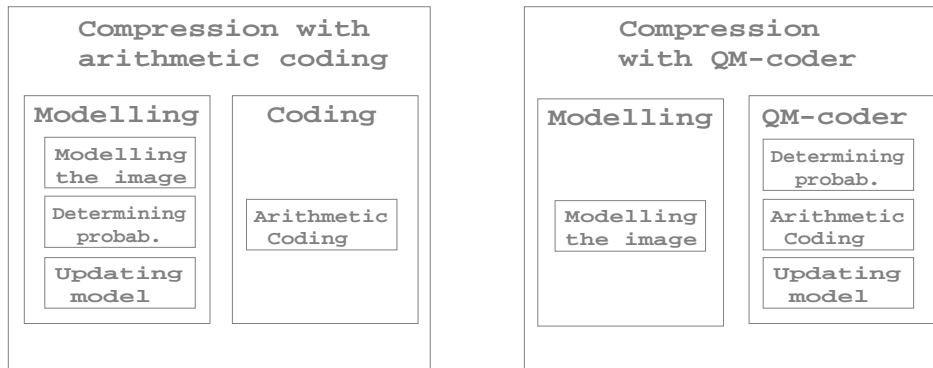 Compression with
arithmetic coding
Modelling
Modelling
the image
Determining
probab.
Updating
model
Coding
Arithmetic
Coding
Compression
with QM-coder
Modelling
Modelling
the image
QM-coder
Determining
probab.
Arithmetic
Coding
Updating
model